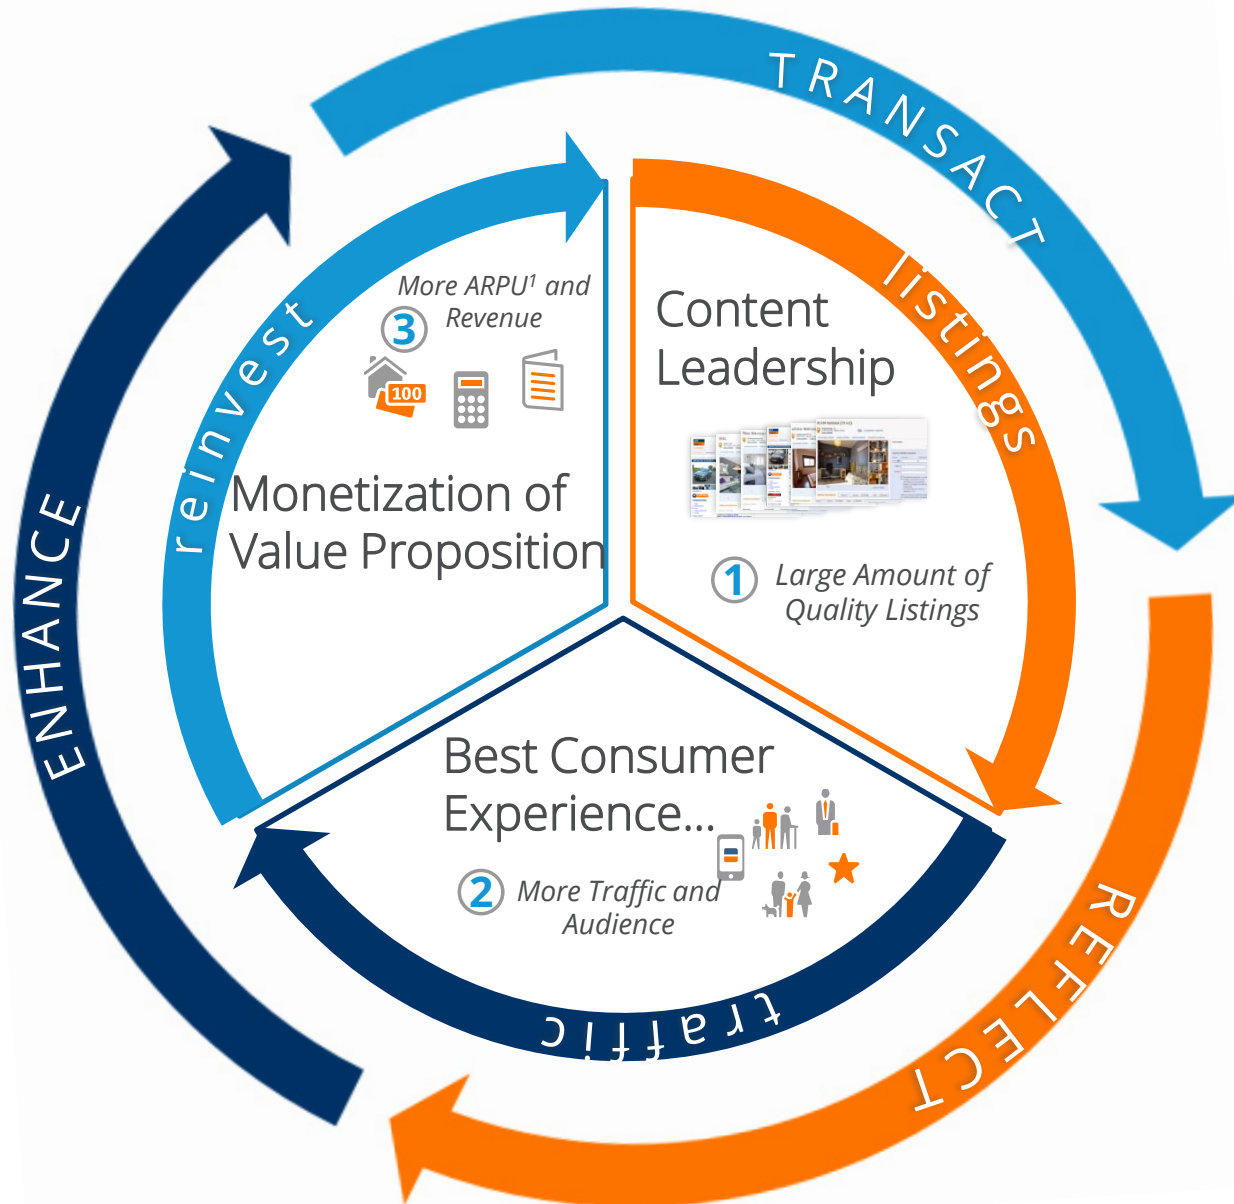 TRANSACT
REFLECT
ENHANCE
listings
traffic
reinvest
Content
Leadership
1
Large Amount of
Quality Listings
Best Consumer
Experience...
2
More Traffic and
Audience
More ARPU¹ and
Revenue
3
100
Monetization of
Value Proposition